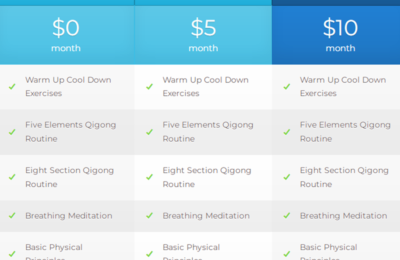 $0
month
$5
month
$10
month
Warm Up Cool Down
Exercises
Warm Up Cool Down
Exercises
Warm Up Cool Down
Exercises
Five Elements Qigong
Routine
Five Elements Qigong
Routine
Five Elements Qigong
Routine
Eight Section Qigong
Routine
Eight Section Qigong
Routine
Eight Section Qigong
Routine
Breathing Meditation
Breathing Meditation
Breathing Meditation
Basic Physical
Basic Physical
Basic Physical